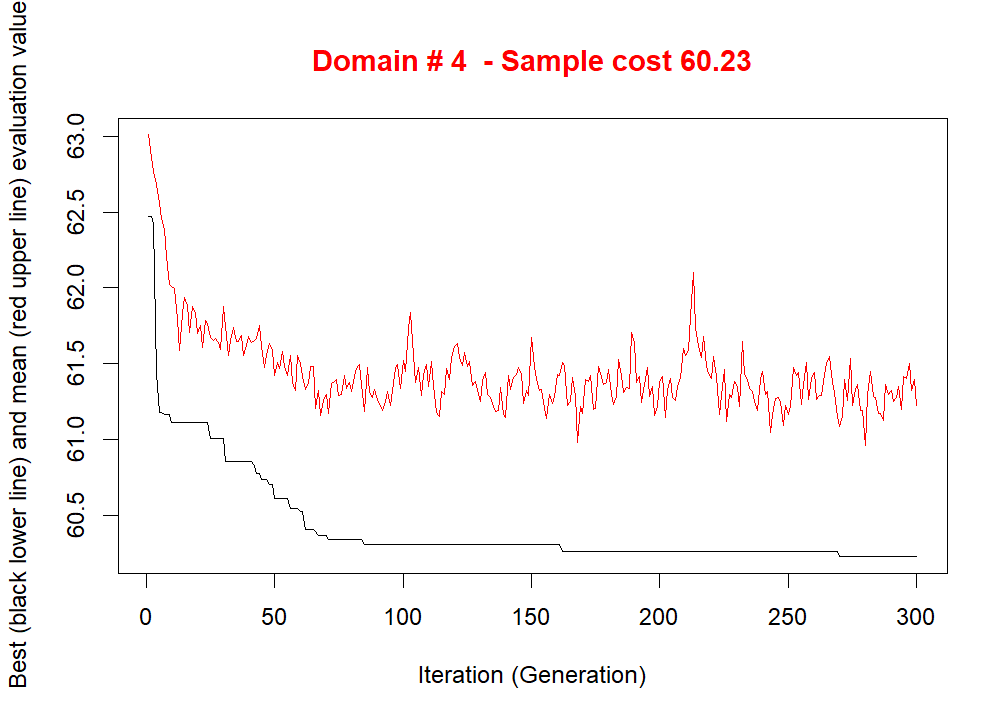 Domain # 4  - Sample cost 60.23
Best (black lower line) and mean (red upper line) evaluation value
63.0
62.5
62.0
61.5
61.0
60.5
0 50 100 150 200 250 300
Iteration (Generation)